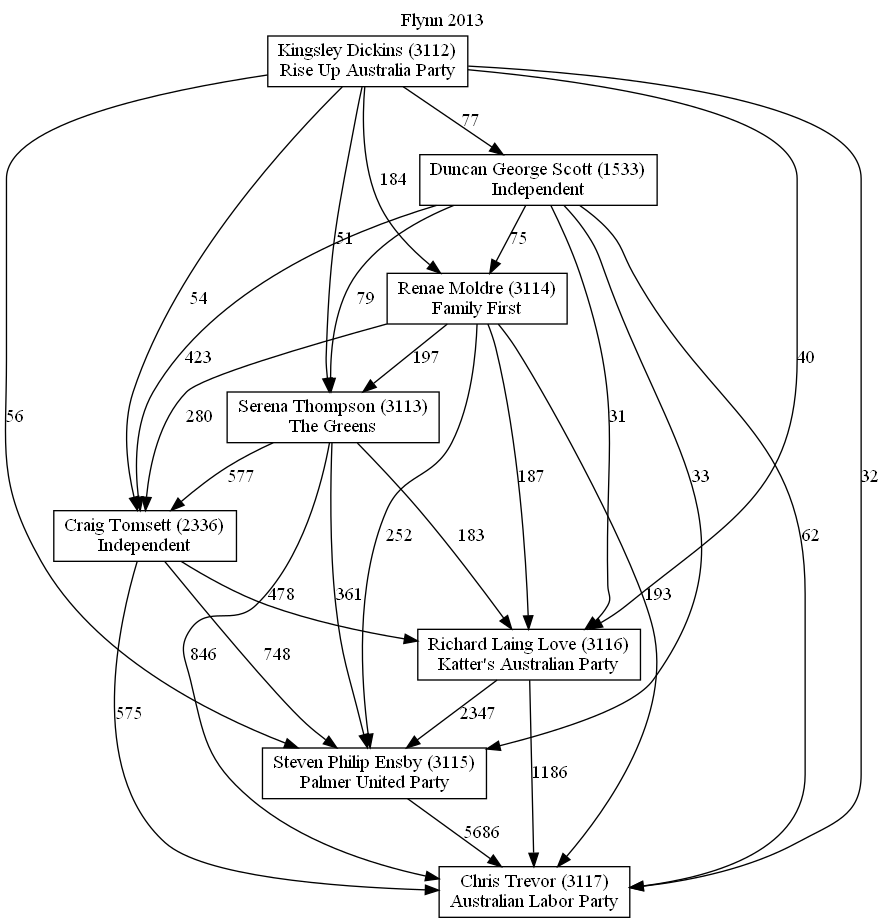 Flynn 2013
Kingsley Dickins (3112)
Rise Up Australia Party
77
Duncan George Scott (1533)
Independent
184
51
75
Renae Moldre (3114)
Family First
54
79
423
197
40
280
56
31
32
Serena Thompson (3113)
The Greens
577
187
33
Craig Tomsett (2336)
Independent
252
183
62
478
361
193
Richard Laing Love (3116)
Katter's Australian Party
846
748
575
2347
Steven Philip Ensby (3115)
Palmer United Party
1186
5686
Chris Trevor (3117)
Australian Labor Party